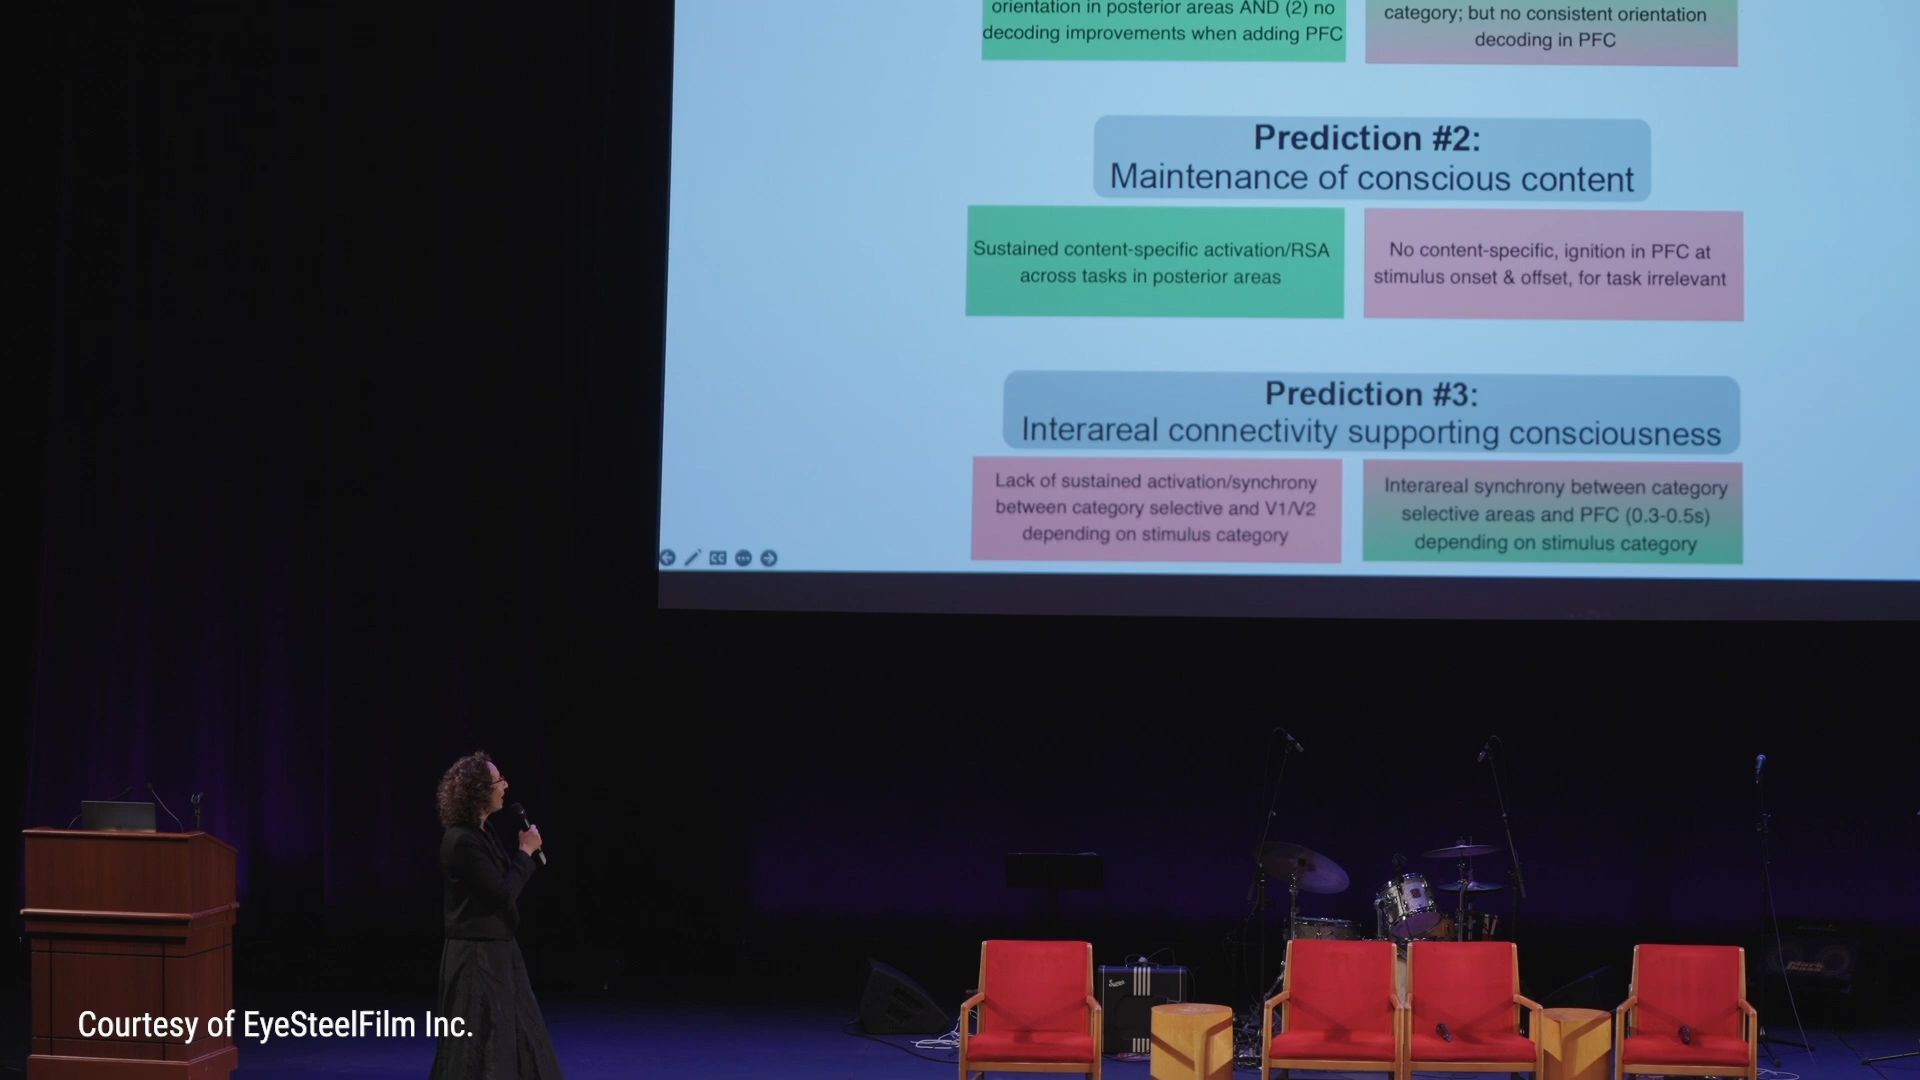 orientation in posterior areas AND (2) no
decoding improvements when adding PFC
category; but no consistent orientation
decoding in PFC
Prediction #2:
Maintenance of conscious content
Sustained content-specific activation/RSA
across tasks in posterior areas
No content-specific, ignition in PFC at
stimulus onset & offset, for task irrelevant
Prediction #3:
Interareal connectivity supporting consciousness
Lack of sustained activation/synchrony
between category selective and V1/V2
depending on stimulus category
Interareal synchrony between category
selective areas and PFC (0.3-0.5s)
depending on stimulus category
CC
Supro
Courtesy of EyeSteelFilm Inc.